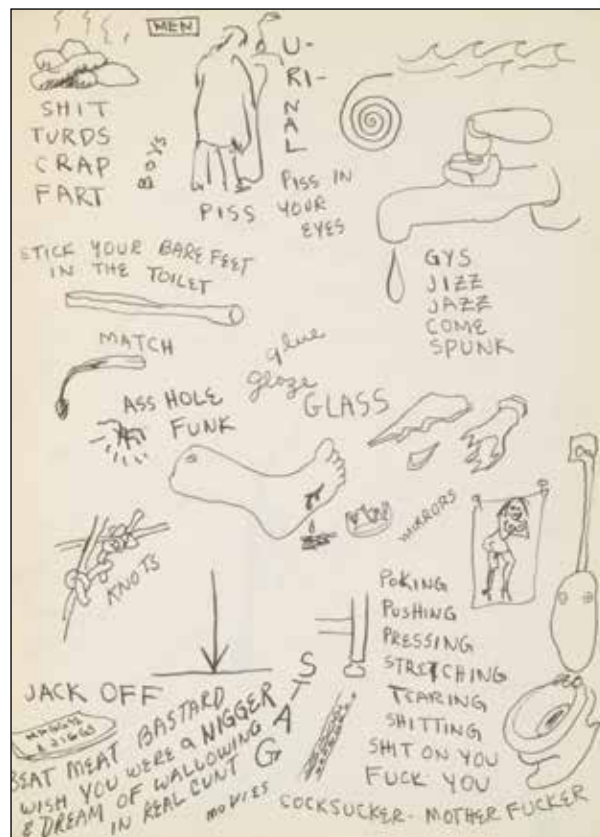 MEN
SHIT
TURDS
CRAP
FART
BOYS
PISS
U-
RI-
NAL
PISS IN
YOUR
EYES
STICK YOUR BARE FEET
IN THE TOILET
GYS
JIZZ
JAZZ
COME
SPUNK
MATCH
glue
glaze
GLASS
ASS HOLE
FUNK
MIRRORS
KNOTS
POKING
PUSHING
PRESSING
STRETCHING
TEARING
SHITTING
SHIT ON YOU
FUCK YOU
JACK OFF
BEAT MEAT BASTARD
WISH YOU WERE a NIGGER
& DREAM OF WALLOWING
IN REAL CUNT
STAG
MOVIES
COCKSUCKER - MOTHER FUCKER